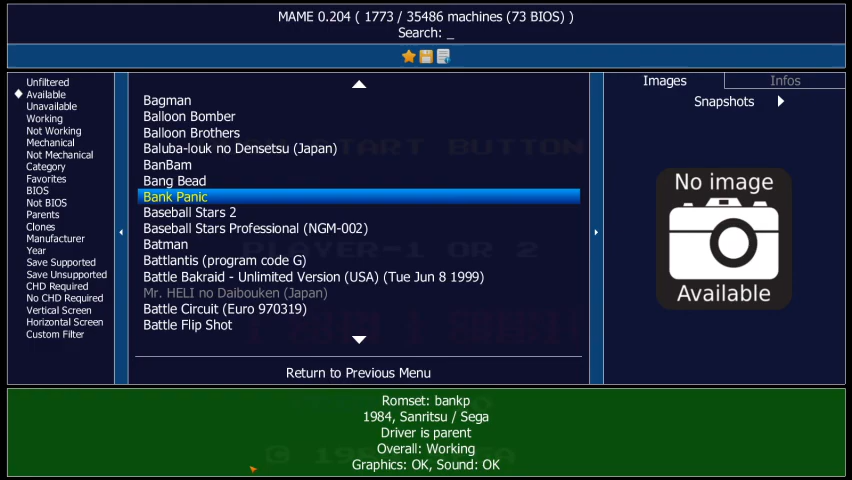 MAME 0.204 ( 1773 / 35486 machines (73 BIOS) )
Search: _
Unfiltered
Available
Unavailable
Working
Not Working
Mechanical
Not Mechanical
Category
Favorites
BIOS
Not BIOS
Parents
Clones
Manufacturer
Year
Save Supported
Save Unsupported
CHD Required
No CHD Required
Vertical Screen
Horizontal Screen
Custom Filter
Bagman
Balloon Bomber
Balloon Brothers
Baluba-louk no Densetsu (Japan)
BanBam
Bang Bead
Bank Panic
Baseball Stars 2
Baseball Stars Professional (NGM-002)
Batman
Battlantis (program code G)
Battle Bakraid - Unlimited Version (USA) (Tue Jun 8 1999)
Mr. HELI no Daibouken (Japan)
Battle Circuit (Euro 970319)
Battle Flip Shot
Return to Previous Menu
START BUTTON
PLAYER-1 OR 2
Images
Infos
Snapshots
No image
Available
Romset: bankp
1984, Sanritsu / Sega
Driver is parent
Overall: Working
Graphics: OK, Sound: OK